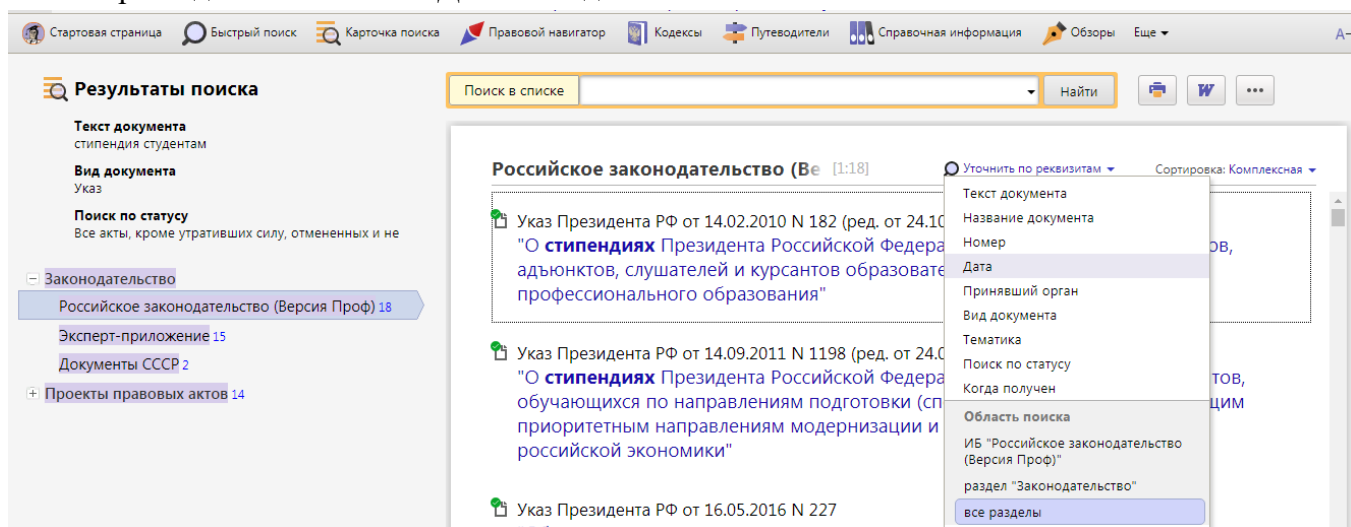 Стартовая страница Быстрый поиск Карточка поиска Правовой навигатор Кодексы Путеводители Справочная информация Обзоры Еще A-
Результаты поиска
Текст документа
стипендия студентам
Вид документа
Указ
Поиск по статусу
Все акты, кроме утративших силу, отмененных и не
Законодательство
Российское законодательство (Версия Проф) 18
Эксперт-приложение 15
Документы СССР 2
Проекты правовых актов 14
Поиск в списке Найти W ...
Российское законодательство (Ве [1:18] Уточнить по реквизитам Сортировка: Комплексная
Указ Президента РФ от 14.02.2010 N 182 (ред. от 24.10
"О стипендиях Президента Российской Федера ов,
адъюнктов, слушателей и курсантов образовате
профессионального образования"
Указ Президента РФ от 14.09.2011 N 1198 (ред. от 24.0
"О стипендиях Президента Российской Федера тов,
обучающихся по направлениям подготовки (сп щим
приоритетным направлениям модернизации и
российской экономики"
Указ Президента РФ от 16.05.2016 N 227
Текст документа
Название документа
Номер
Дата
Принявший орган
Вид документа
Тематика
Поиск по статусу
Когда получен
Область поиска
ИБ "Российское законодательство
(Версия Проф)"
раздел "Законодательство"
все разделы